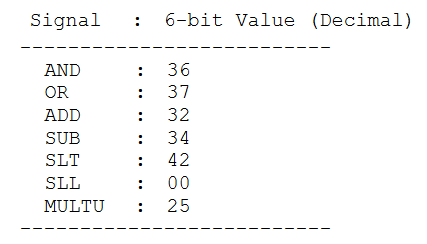 Signal : 6-bit Value (Decimal)
--------------------------
AND : 36
OR : 37
ADD : 32
SUB : 34
SLT : 42
SLL : 00
MULTU : 25
--------------------------